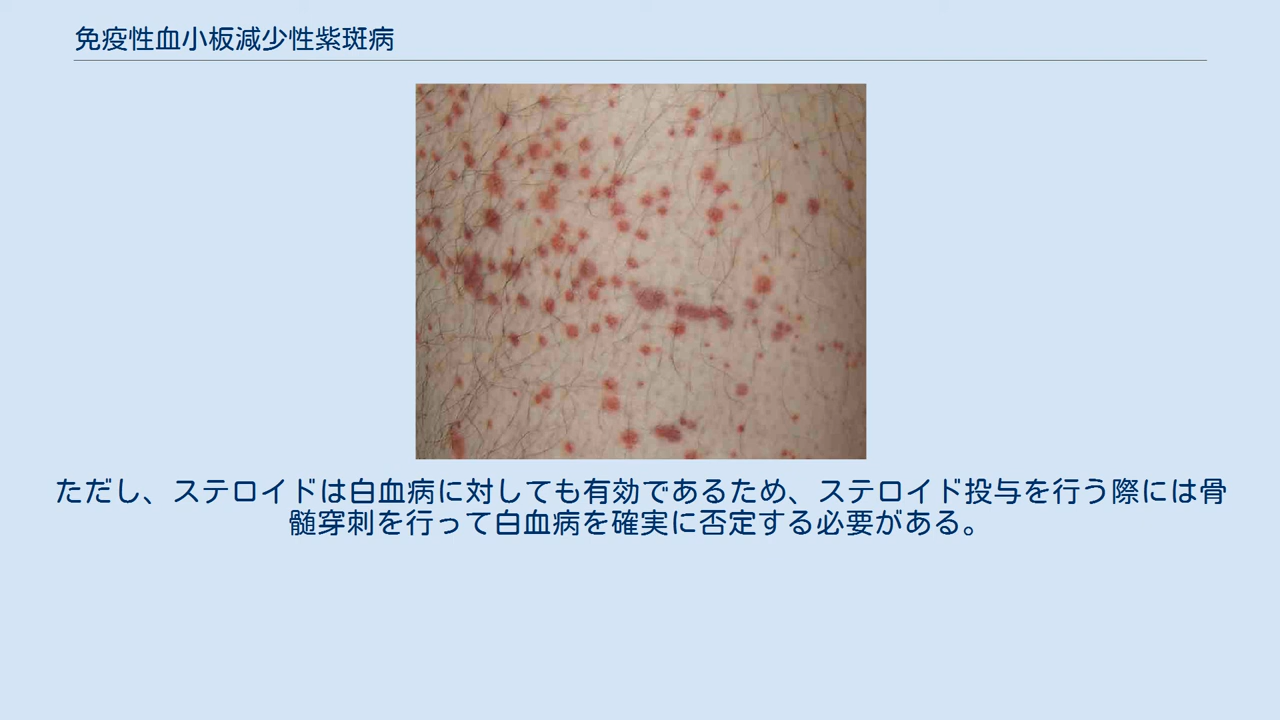 免疫性血小板減少性紫斑病
ただし、ステロイドは白血病に対しても有効であるため、ステロイド投与を行う際には骨
髄穿刺を行って白血病を確実に否定する必要がある。